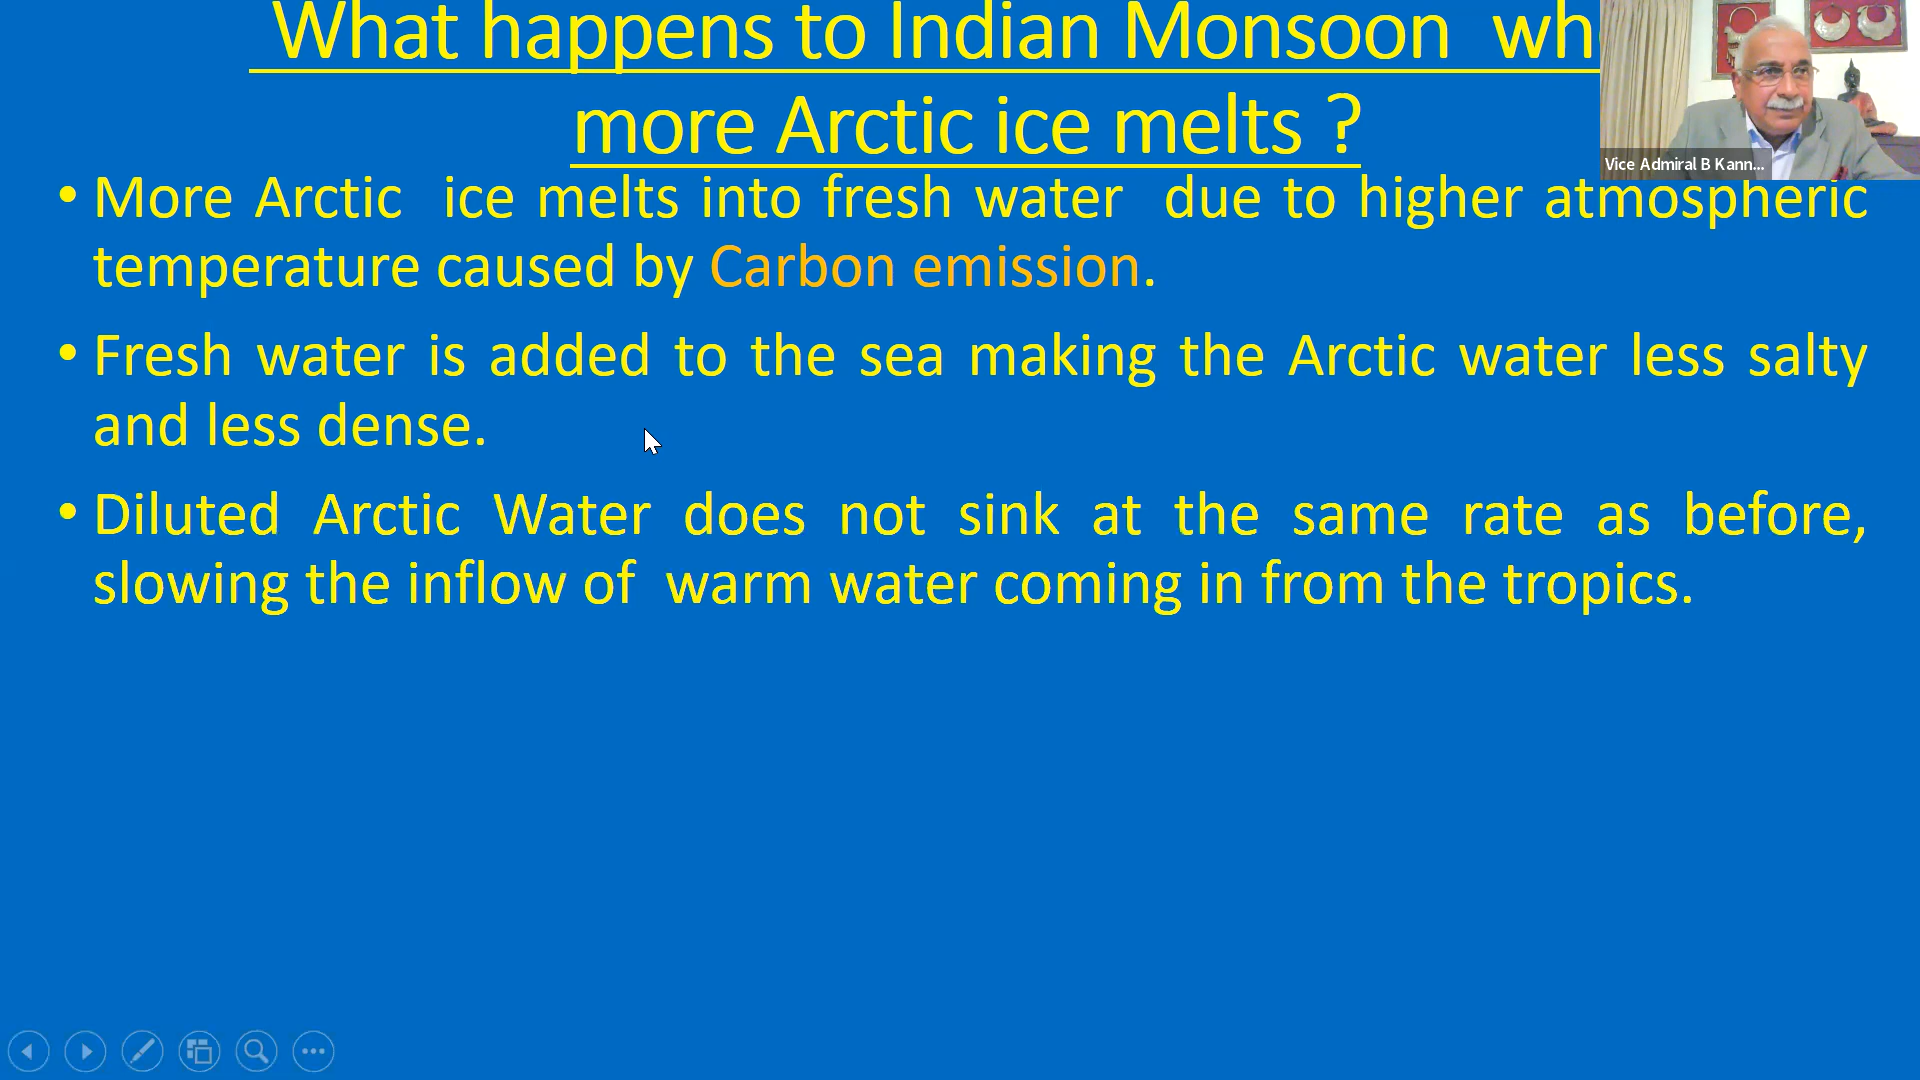 What happens to Indian Monsoon
more Arctic ice melts ?
Vice Admiral B Kann...
• More Arctic ice melts into fresh water due to higher atmospheric
temperature caused by Carbon emission.
• Fresh water is added to the sea making the Arctic water less salty
and less dense.
• Diluted Arctic Water does not sink at the same rate as before,
slowing the inflow of warm water coming in from the tropics.